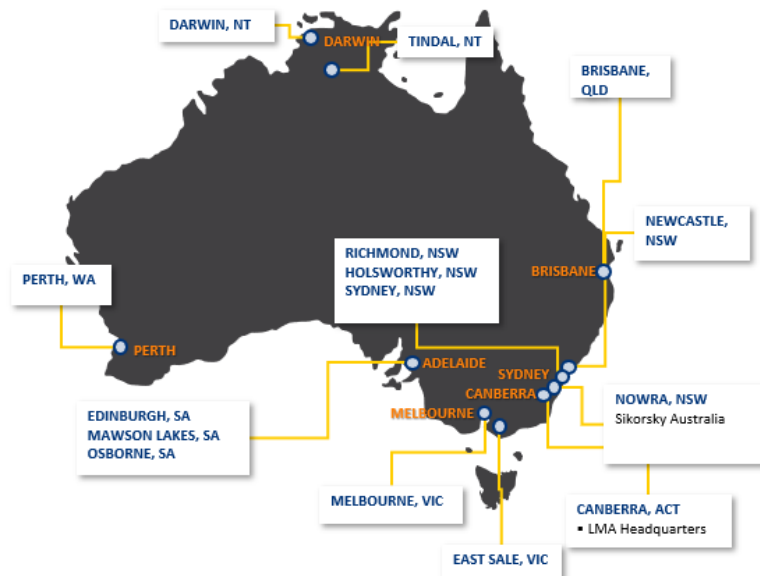 DARWIN, NT
DARWIN
TINDAL, NT
BRISBANE,
QLD
NEWCASTLE,
NSW
RICHMOND, NSW
HOLSWORTHY, NSW
SYDNEY, NSW
BRISBANE
PERTH, WA
PERTH
ADELAIDE
SYDNEY
CANBERRA
MELBOURNE
NOWRA, NSW
Sikorsky Australia
EDINBURGH, SA
MAWSON LAKES, SA
OSBORNE, SA
MELBOURNE, VIC
CANBERRA, ACT
▪ LMA Headquarters
EAST SALE, VIC